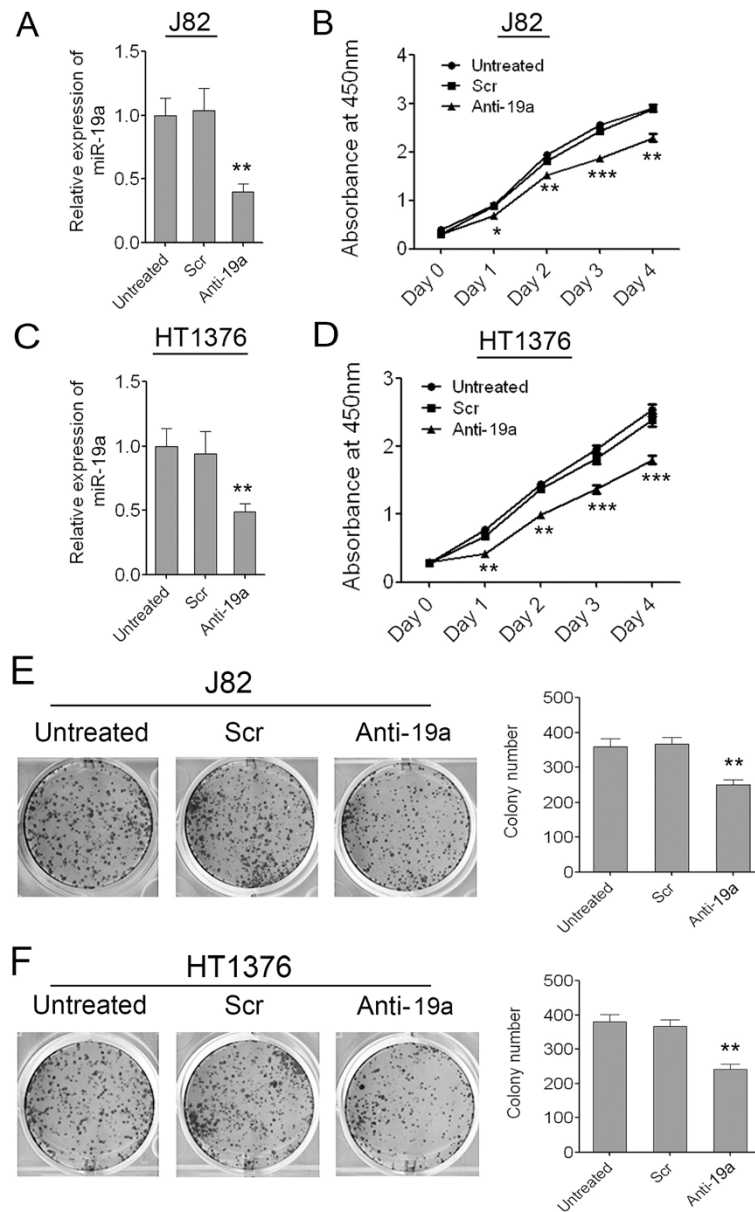 A
J82
Relative expression of
miR-19a
1.5
1.0
0.5
0.0
**
Untreated
Scr
Anti-19a
B
J82
Absorbance at 450nm
4
3
2
1
0
Untreated
Scr
Anti-19a
*
**
***
**
Day 0
Day 1
Day 2
Day 3
Day 4
C
HT1376
Relative expression of
miR-19a
1.5
1.0
0.5
0.0
**
Untreated
Scr
Anti-19a
D
HT1376
Absorbance at 450nm
3
2
1
0
Untreated
Scr
Anti-19a
**
**
***
***
Day 0
Day 1
Day 2
Day 3
Day 4
E
J82
Untreated Scr Anti-19a
Colony number
500
400
300
200
100
0
**
Untreated
Scr
Anti-19a
F
HT1376
Untreated Scr Anti-19a
Colony number
500
400
300
200
100
0
**
Untreated
Scr
Anti-19a